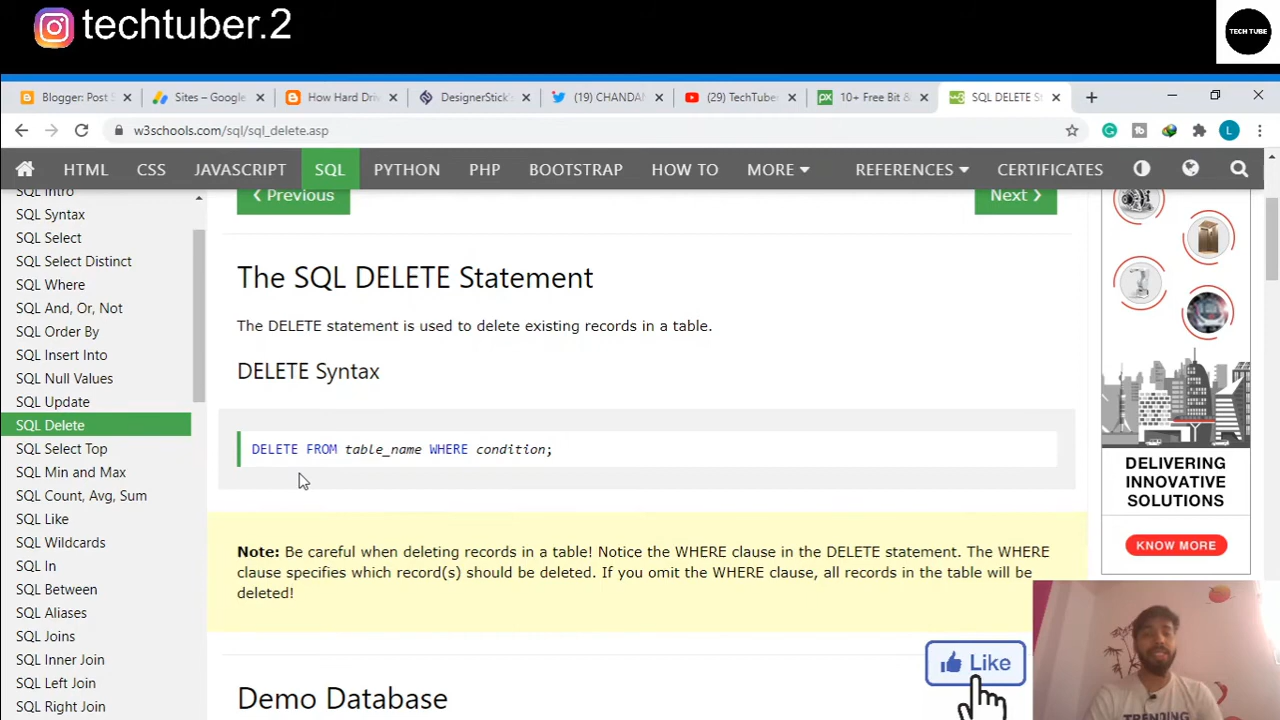 techtuber.2
TECH TUBE
Blogger: Post S
Sites – Google
How Hard Driv
DesignerStick's
(19) CHANDAN
(29) TechTube
10+ Free Bit &
SQL DELETE St
w3schools.com/sql/sql_delete.asp
L
HTML
CSS
JAVASCRIPT
SQL
PYTHON
PHP
BOOTSTRAP
HOW TO
MORE
REFERENCES
CERTIFICATES
SQL Intro
SQL Syntax
SQL Select
SQL Select Distinct
SQL Where
SQL And, Or, Not
SQL Order By
SQL Insert Into
SQL Null Values
SQL Update
SQL Delete
SQL Select Top
SQL Min and Max
SQL Count, Avg, Sum
SQL Like
SQL Wildcards
SQL In
SQL Between
SQL Aliases
SQL Joins
SQL Inner Join
SQL Left Join
SQL Right Join
❮ Previous
Next ❯
The SQL DELETE Statement
The DELETE statement is used to delete existing records in a table.
DELETE Syntax
DELETE FROM table_name WHERE condition;
Note: Be careful when deleting records in a table! Notice the WHERE clause in the DELETE statement. The WHERE
clause specifies which record(s) should be deleted. If you omit the WHERE clause, all records in the table will be
deleted!
Demo Database
DELIVERING
INNOVATIVE
SOLUTIONS
KNOW MORE
Like
TRENDING